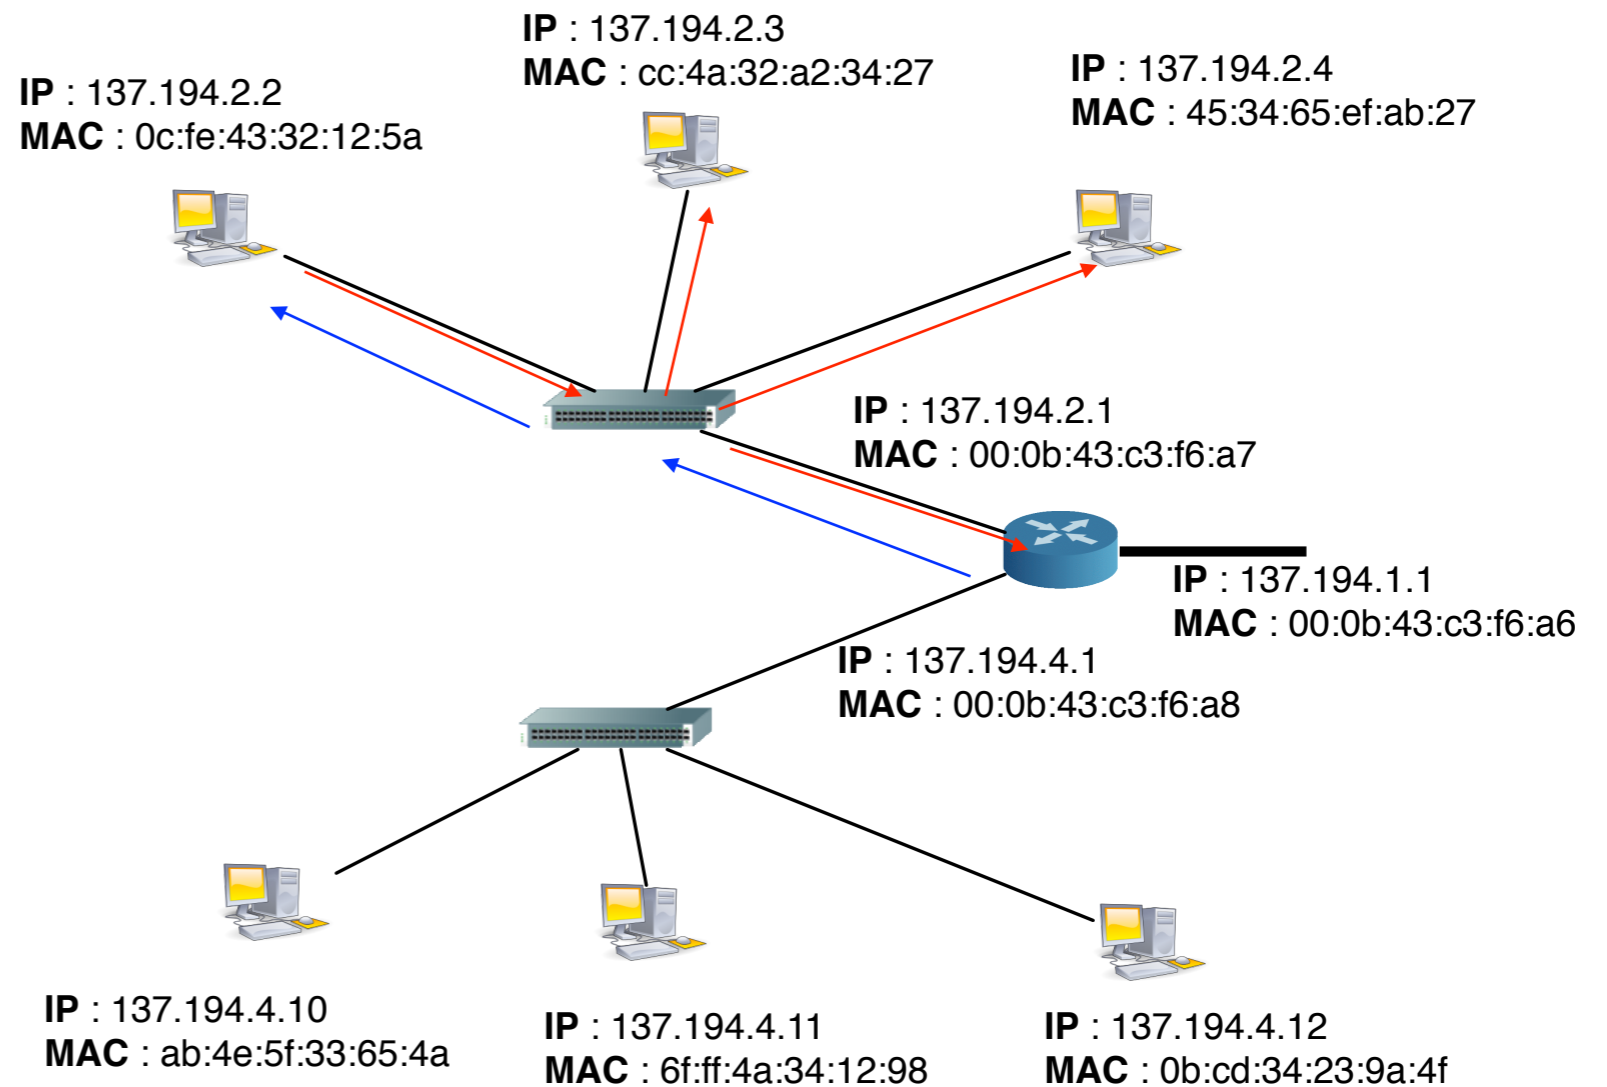 IP : 137.194.2.3
MAC : cc:4a:32:a2:34:27
IP : 137.194.2.4
MAC : 45:34:65:ef:ab:27
IP : 137.194.2.2
MAC : 0c:fe:43:32:12:5a
IP : 137.194.2.1
MAC : 00:0b:43:c3:f6:a7
IP : 137.194.1.1
MAC : 00:0b:43:c3:f6:a6
IP : 137.194.4.1
MAC : 00:0b:43:c3:f6:a8
IP : 137.194.4.10
MAC : ab:4e:5f:33:65:4a
IP : 137.194.4.11
MAC : 6f:ff:4a:34:12:98
IP : 137.194.4.12
MAC : 0b:cd:34:23:9a:4f